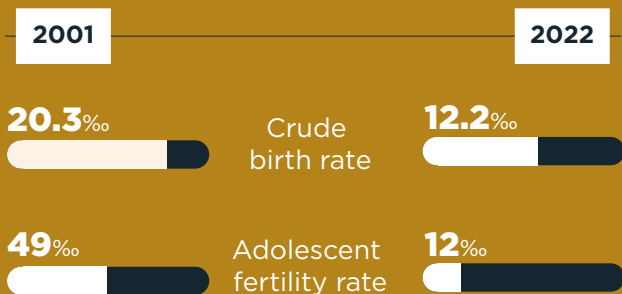 2001
2022
20.3‰
Crude
birth rate
12.2‰
49‰
Adolescent
fertility rate
12‰